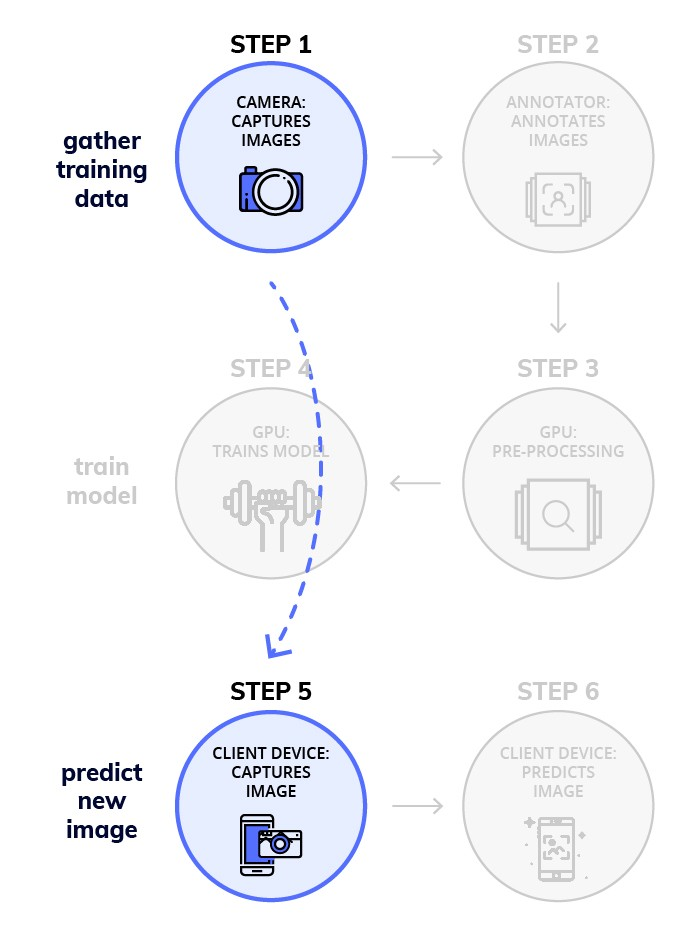 STEP 1
CAMERA:
CAPTURES
IMAGES
gather
training
data
STEP 2
ANNOTATOR:
ANNOTATES
IMAGES
STEP 4
GPU:
TRAINS MODEL
train
model
STEP 3
GPU:
PRE-PROCESSING
STEP 5
CLIENT DEVICE:
CAPTURES
IMAGE
predict
new
image
STEP 6
CLIENT DEVICE:
PREDICTS
IMAGE